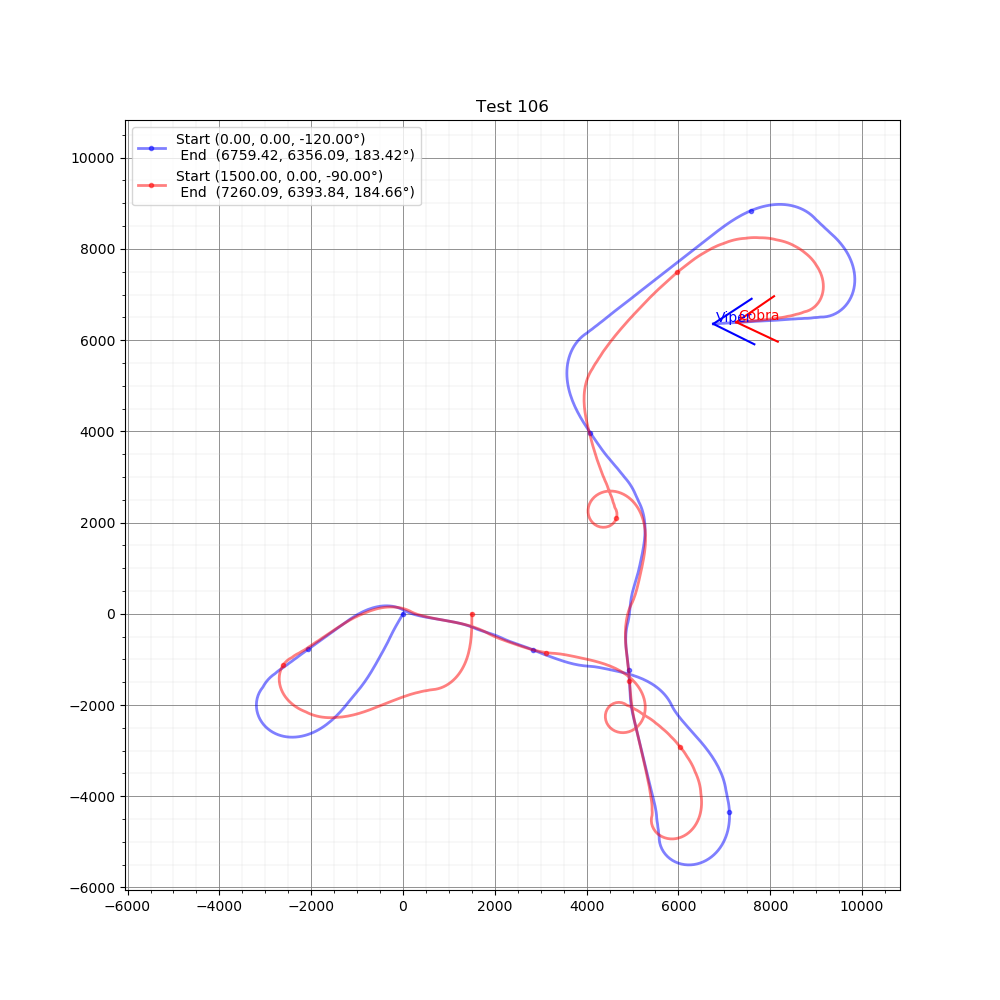 Test 106
Start (0.00, 0.00, -120.00°)
End  (6759.42, 6356.09, 183.42°)
Start (1500.00, 0.00, -90.00°)
End  (7260.09, 6393.84, 184.66°)
10000
8000
Viper
Cobra
6000
4000
2000
0
−2000
−4000
−6000
−6000 −4000 −2000 0 2000 4000 6000 8000 10000